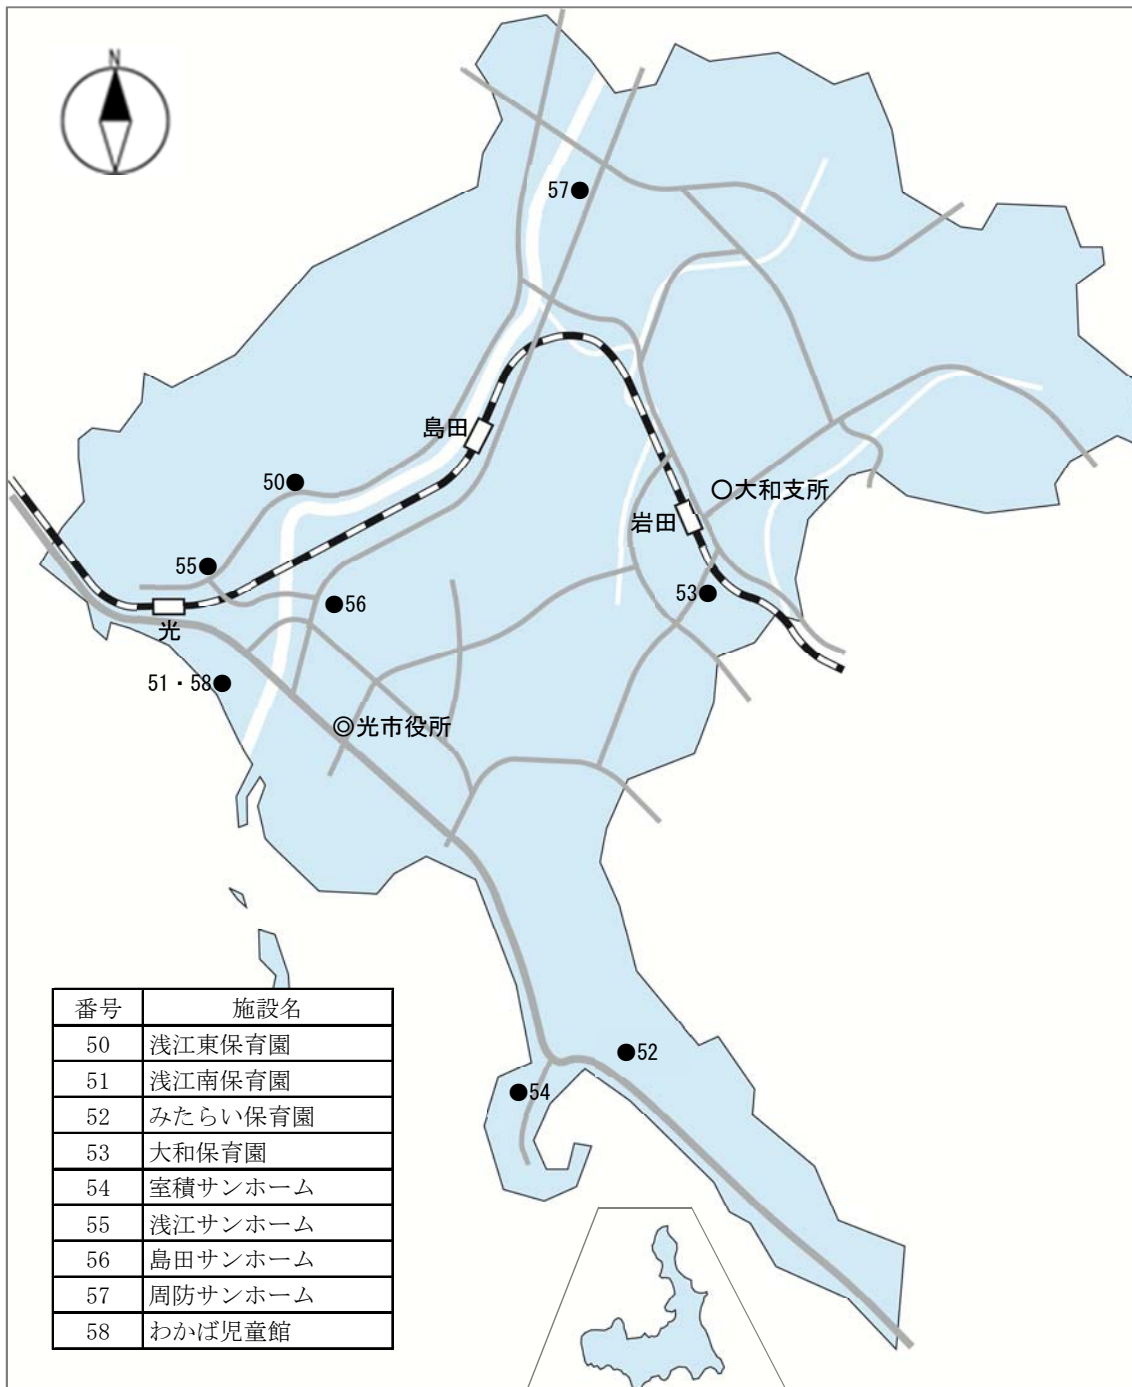 N
57
島田
50
大和支所
岩田
55
53
56
光
51・58
光市役所
番号 施設名
50 浅江東保育園
51 浅江南保育園
52 みたらい保育園
53 大和保育園
54 室積サンホーム
55 浅江サンホーム
56 島田サンホーム
57 周防サンホーム
58 わかば児童館
52
54